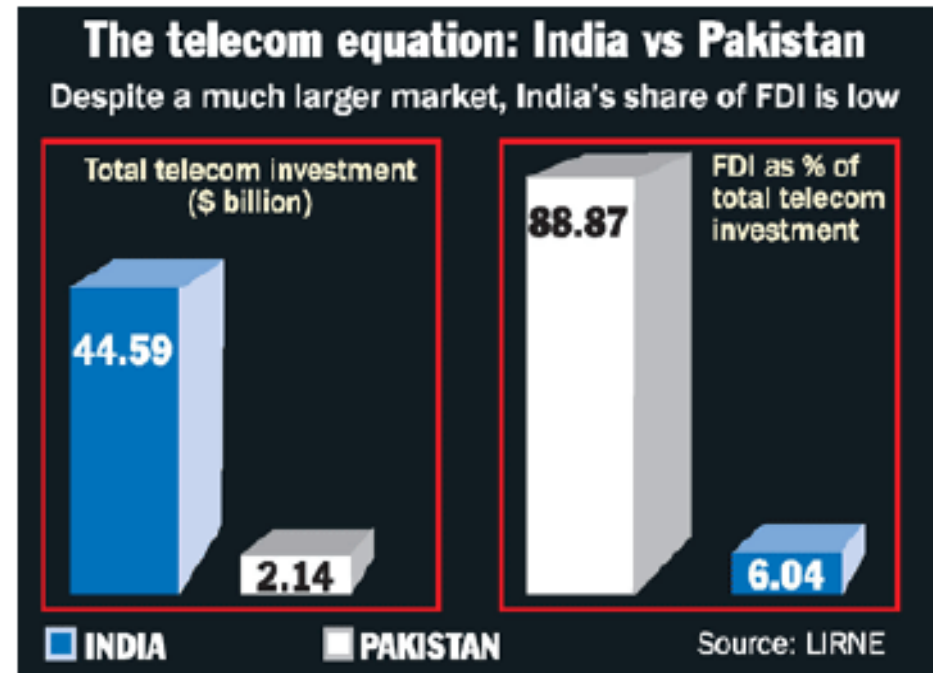 The telecom equation: India vs Pakistan
Despite a much larger market, India's share of FDI is low
Total telecom investment
($ billion)
44.59
2.14
FDI as % of
total telecom
investment
88.87
6.04
INDIA
PAKISTAN
Source: LIRNE